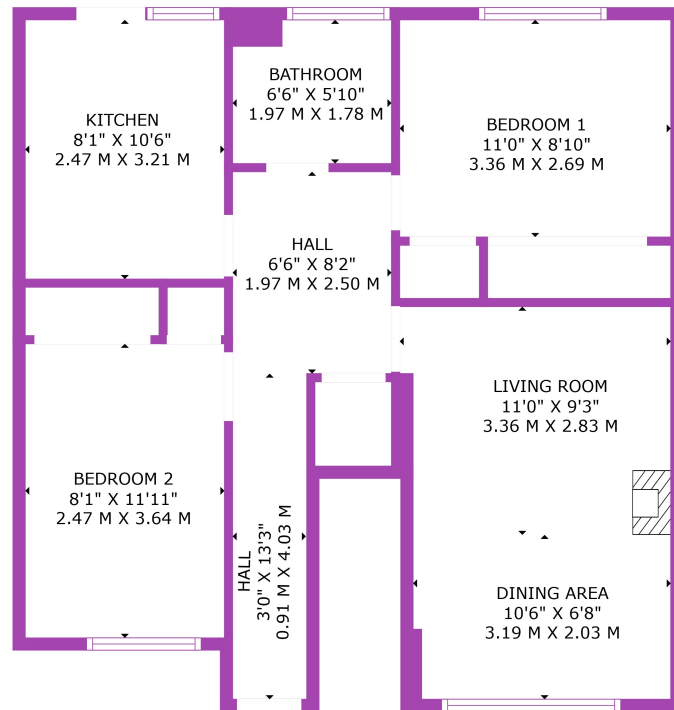 KITCHEN
8'1" X 10'6"
2.47 M X 3.21 M
BATHROOM
6'6" X 5'10"
1.97 M X 1.78 M
BEDROOM 1
11'0" X 8'10"
3.36 M X 2.69 M
HALL
6'6" X 8'2"
1.97 M X 2.50 M
LIVING ROOM
11'0" X 9'3"
3.36 M X 2.83 M
BEDROOM 2
8'1" X 11'11"
2.47 M X 3.64 M
HALL
3'0" X 13'3"
0.91 M X 4.03 M
DINING AREA
10'6" X 6'8"
3.19 M X 2.03 M